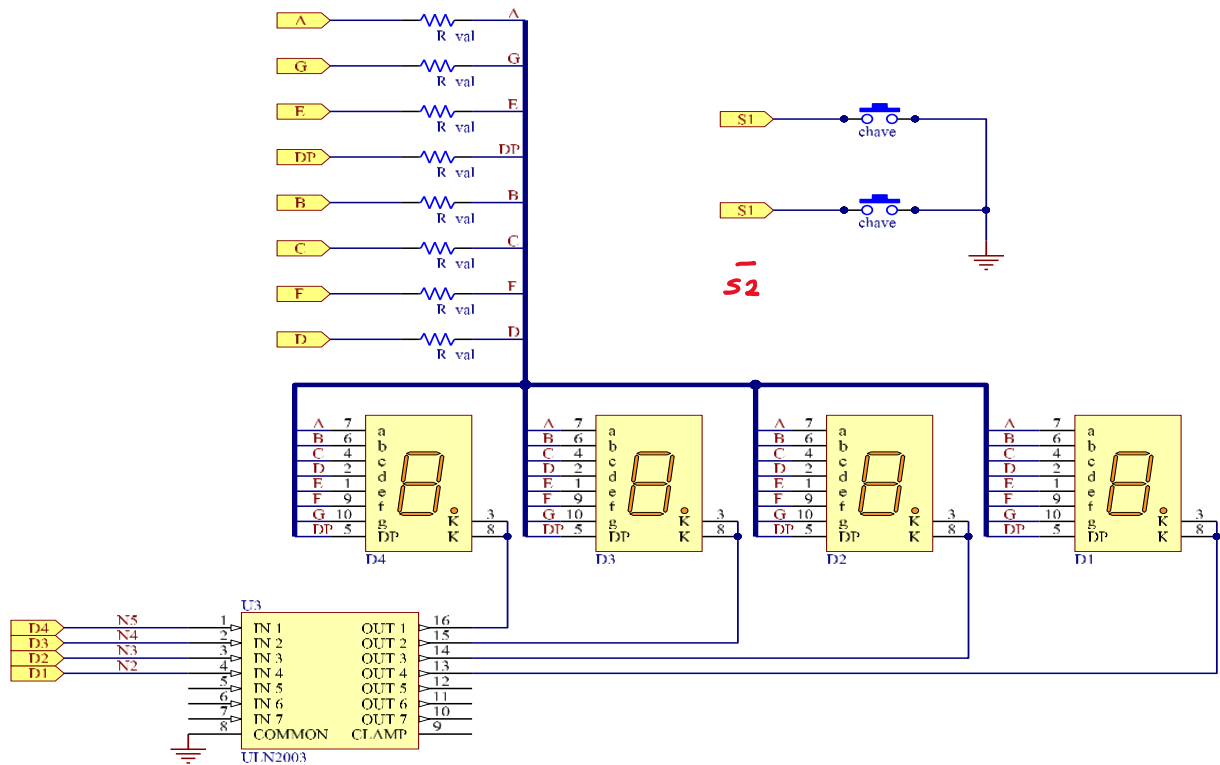 A R val A
G R val G
E R val E
DP R val DP
B R val B
C R val C
F R val F
D R val D
S1 chave
S1 chave
S2
A 7 a
B 6 b
C 4 c
D 2 d
E 1 e
F 9 f
G 10 g K 3
DP 5 DP K 8
D4
A 7 a
B 6 b
C 4 c
D 2 d
E 1 e
F 9 f
G 10 g K 3
DP 5 DP K 8
D3
A 7 a
B 6 b
C 4 c
D 2 d
E 1 e
F 9 f
G 10 g K 3
DP 5 DP K 8
D2
A 7 a
B 6 b
C 4 c
D 2 d
E 1 e
F 9 f
G 10 g K 3
DP 5 DP K 8
D1
U3
D4 N5 1 IN 1 OUT 1 16
D3 N4 2 IN 2 OUT 2 15
D2 N3 3 IN 3 OUT 3 14
D1 N2 4 IN 4 OUT 4 13
5 IN 5 OUT 5 12
6 IN 6 OUT 6 11
7 IN 7 OUT 7 10
8 COMMON CLAMP 9
ULN2003